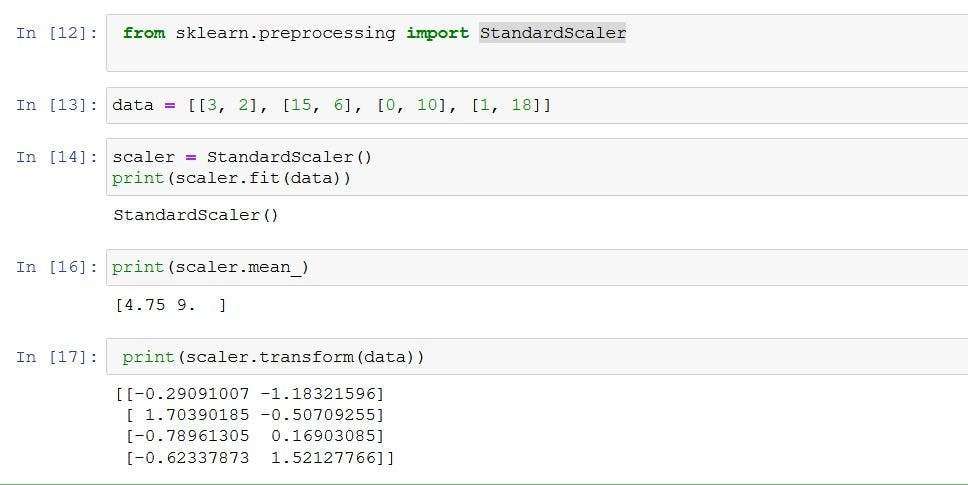 In [12]: from sklearn.preprocessing import StandardScaler
In [13]: data = [[3, 2], [15, 6], [0, 10], [1, 18]]
In [14]: scaler = StandardScaler()
print(scaler.fit(data))
StandardScaler()
In [16]: print(scaler.mean_)
[4.75 9.  ]
In [17]: print(scaler.transform(data))
[[-0.29091007 -1.18321596]
[ 1.70390185 -0.50709255]
[-0.78961305  0.16903085]
[-0.62337873  1.52127766]]